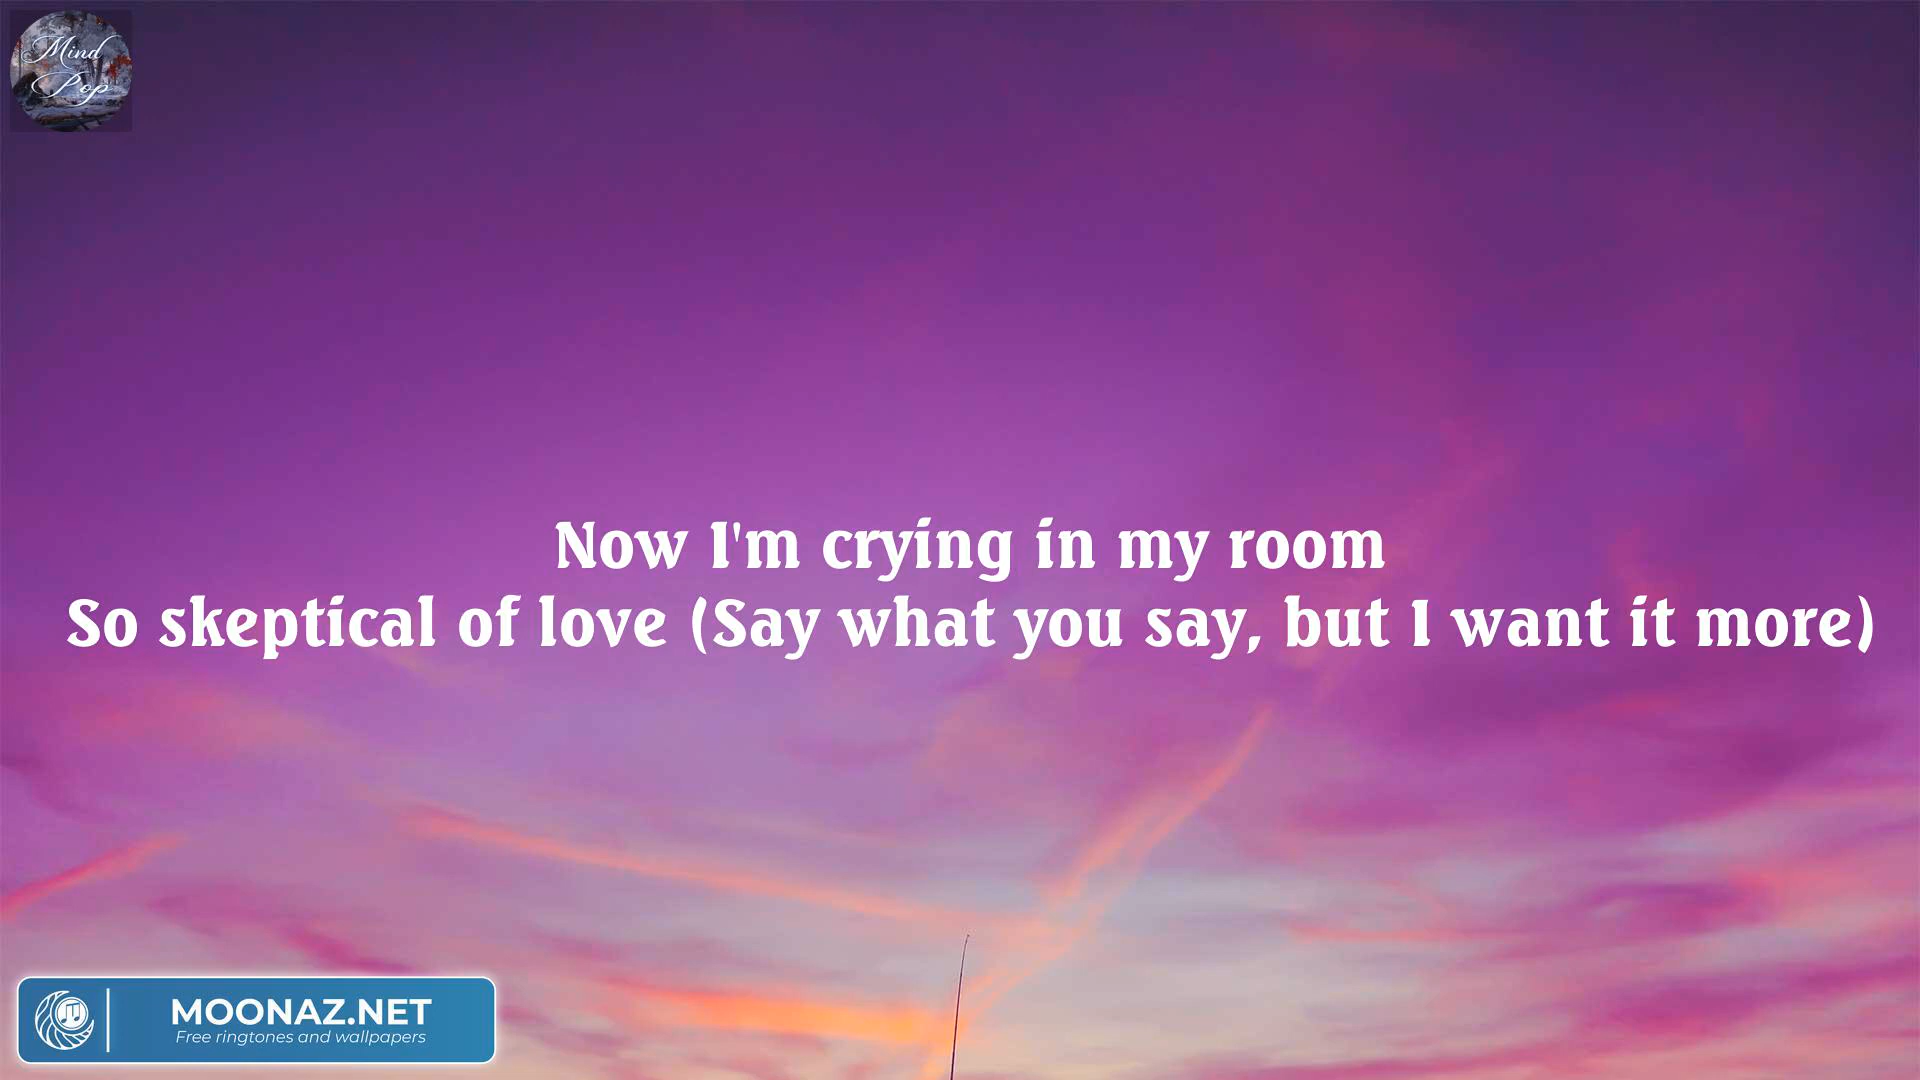 Mind
Pop
Now I'm crying in my room
So skeptical of love (Say what you say, but I want it more)
MOONAZ.NET
Free ringtones and wallpapers